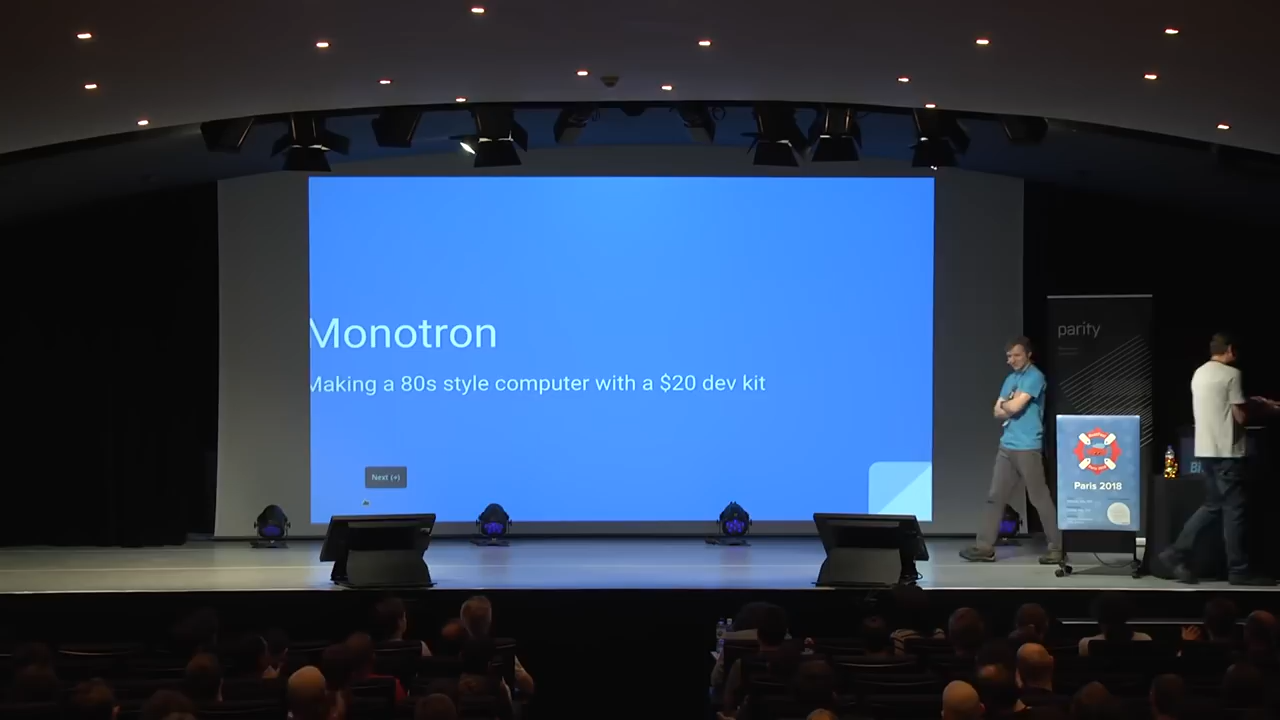 Monotron
Making a 80s style computer with a $20 dev kit
Next (↵)
parity
Paris 2018